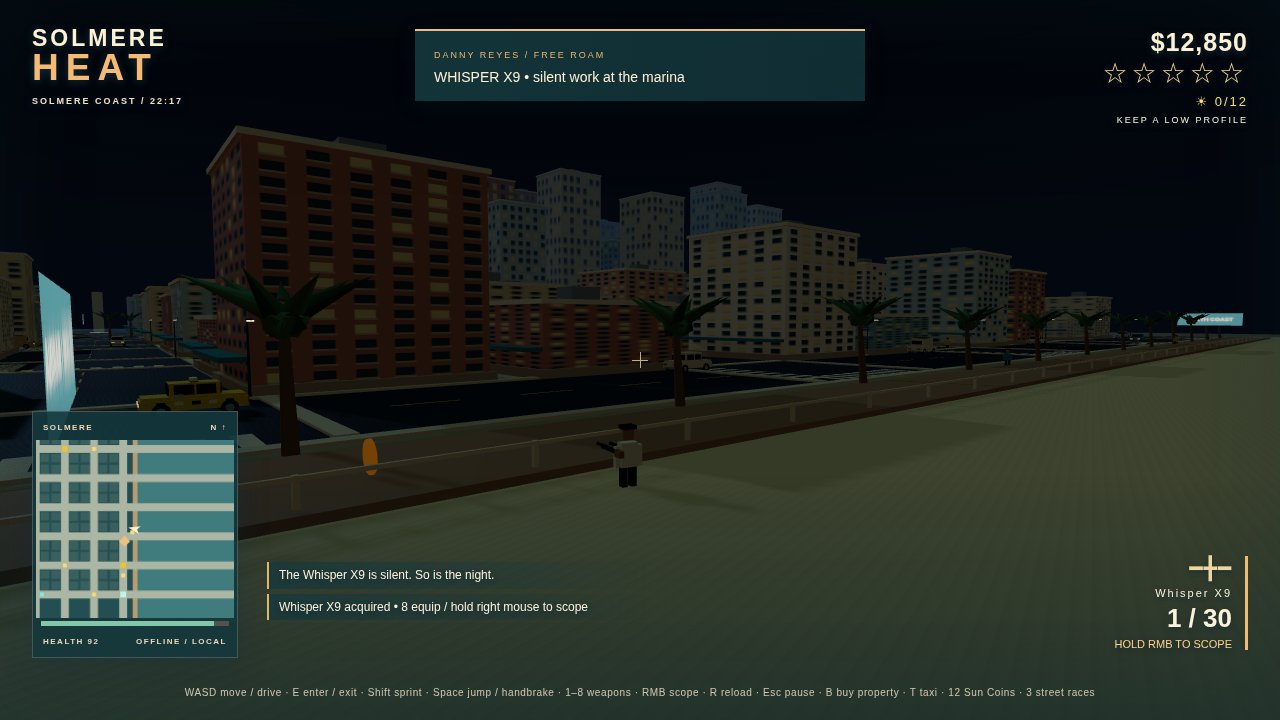 SOLMERE
HEAT
SOLMERE COAST / 22:17
DANNY REYES / FREE ROAM
WHISPER X9 • silent work at the marina
$12,850
☆ ☆ ☆ ☆ ☆
☀ 0/12
KEEP A LOW PROFILE
COAST
SOLMERE N ↑
HEALTH 92 OFFLINE / LOCAL
The Whisper X9 is silent. So is the night.
Whisper X9 acquired • 8 equip / hold right mouse to scope
Whisper X9
1 / 30
HOLD RMB TO SCOPE
WASD move / drive · E enter / exit · Shift sprint · Space jump / handbrake · 1–8 weapons · RMB scope · R reload · Esc pause · B buy property · T taxi · 12 Sun Coins · 3 street races